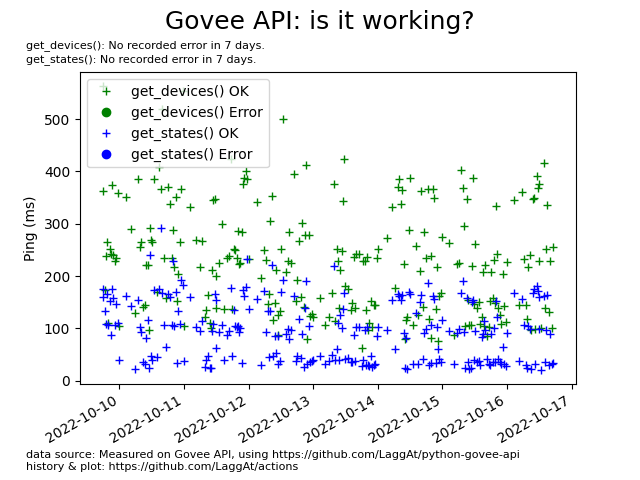 Govee API: is it working?
get_devices(): No recorded error in 7 days.
get_states(): No recorded error in 7 days.
get_devices() OK
get_devices() Error
get_states() OK
get_states() Error
Ping (ms)
500
400
300
200
100
0
2022-10-10
2022-10-11
2022-10-12
2022-10-13
2022-10-14
2022-10-15
2022-10-16
2022-10-17
data source: Measured on Govee API, using https://github.com/LaggAt/python-govee-api
history & plot: https://github.com/LaggAt/actions